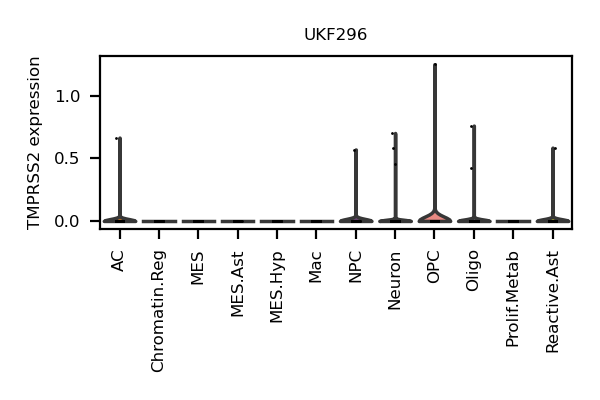 UKF296
TMPRSS2 expression
1.0
0.5
0.0
AC
Chromatin.Reg
MES
MES.Ast
MES.Hyp
Mac
NPC
Neuron
OPC
Oligo
Prolif.Metab
Reactive.Ast